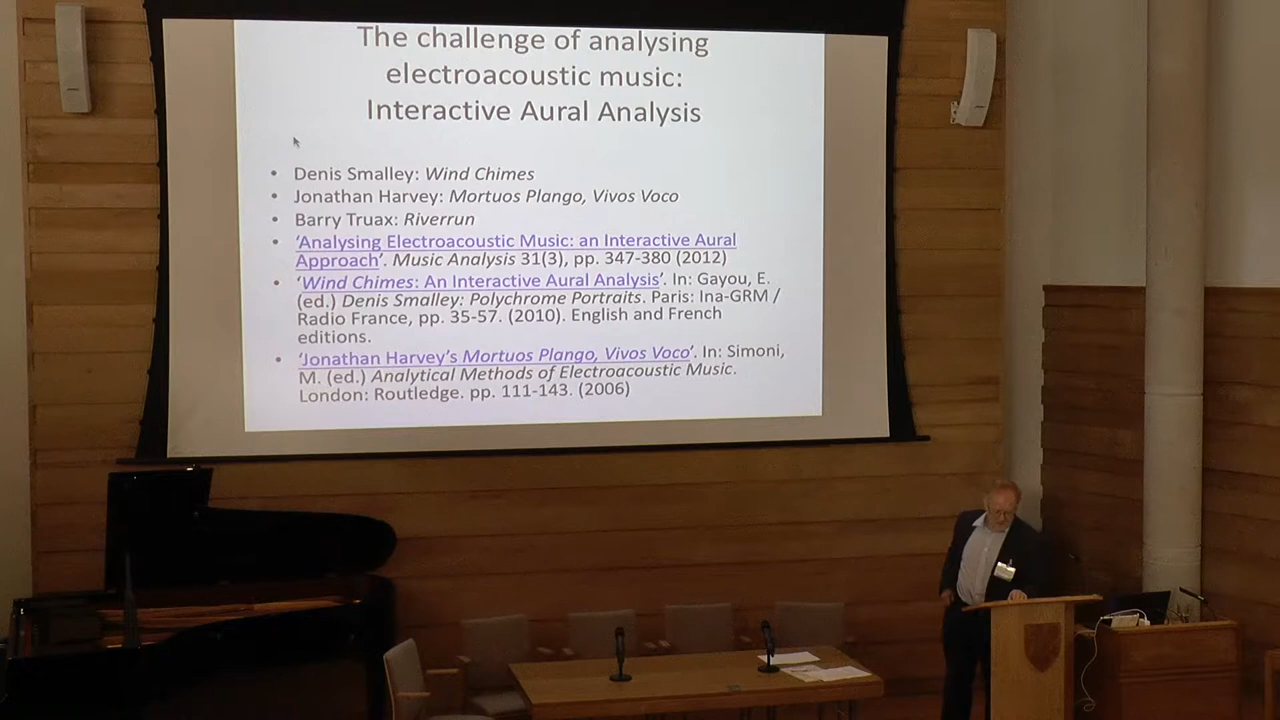 The challenge of analysing
electroacoustic music:
Interactive Aural Analysis
• Denis Smalley: Wind Chimes
• Jonathan Harvey: Mortuos Plango, Vivos Voco
• Barry Truax: Riverrun
• 'Analysing Electroacoustic Music: an Interactive Aural
Approach'. Music Analysis 31(3), pp. 347-380 (2012)
• 'Wind Chimes: An Interactive Aural Analysis'. In: Gayou, E.
(ed.) Denis Smalley: Polychrome Portraits. Paris: Ina-GRM /
Radio France, pp. 35-57. (2010). English and French
editions.
• 'Jonathan Harvey's Mortuos Plango, Vivos Voco'. In: Simoni,
M. (ed.) Analytical Methods of Electroacoustic Music.
London: Routledge. pp. 111-143. (2006)